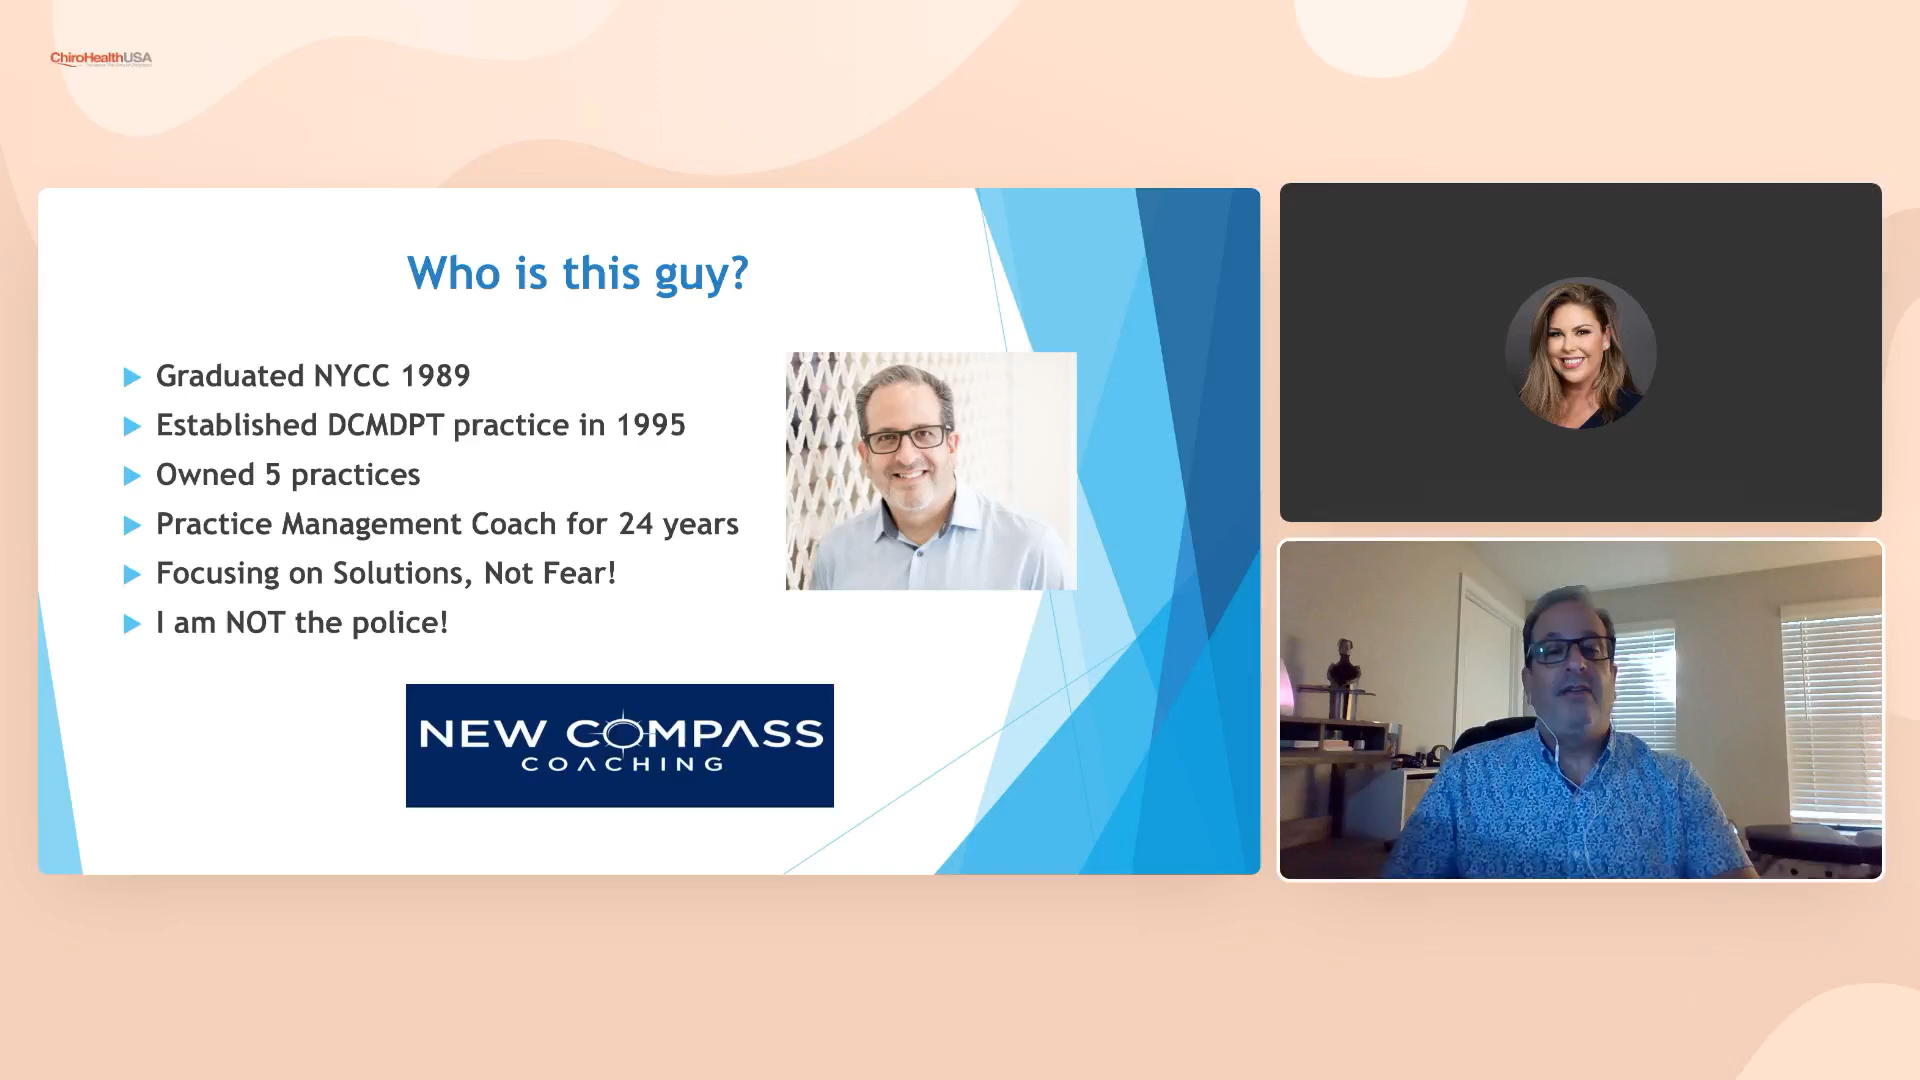 ChiroHealthUSA
Who is this guy?
Graduated NYCC 1989
Established DCMDPT practice in 1995
Owned 5 practices
Practice Management Coach for 24 years
Focusing on Solutions, Not Fear!
I am NOT the police!
NEW COMPASS
COACHING